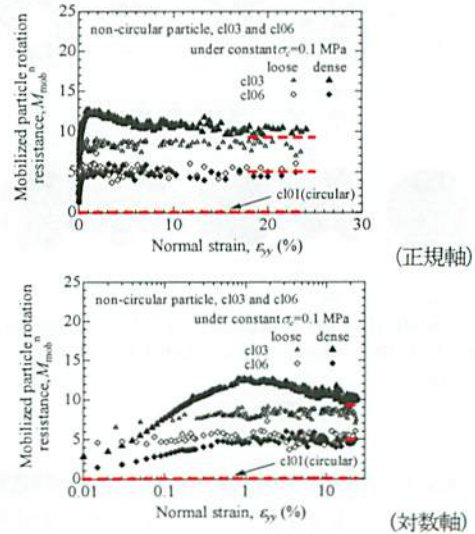 25
non-circular particle, cl03 and cl06
under constant σc=0.1 MPa
20
loose dense
cl03
cl06
15
10
5
cl01(circular)
0
0 10 20 30
Normal strain, εyy (%)
Mobilized particle rotation
resistance, Mmobⁿ
(正規軸)
25
non-circular particle, cl03 and cl06
under constant σc=0.1 MPa
20
loose dense
cl03
cl06
15
10
5
cl01(circular)
0
0.01 0.1 1 10
Normal strain, εyy (%)
Mobilized particle rotation
resistance, Mmobⁿ
(対数軸)